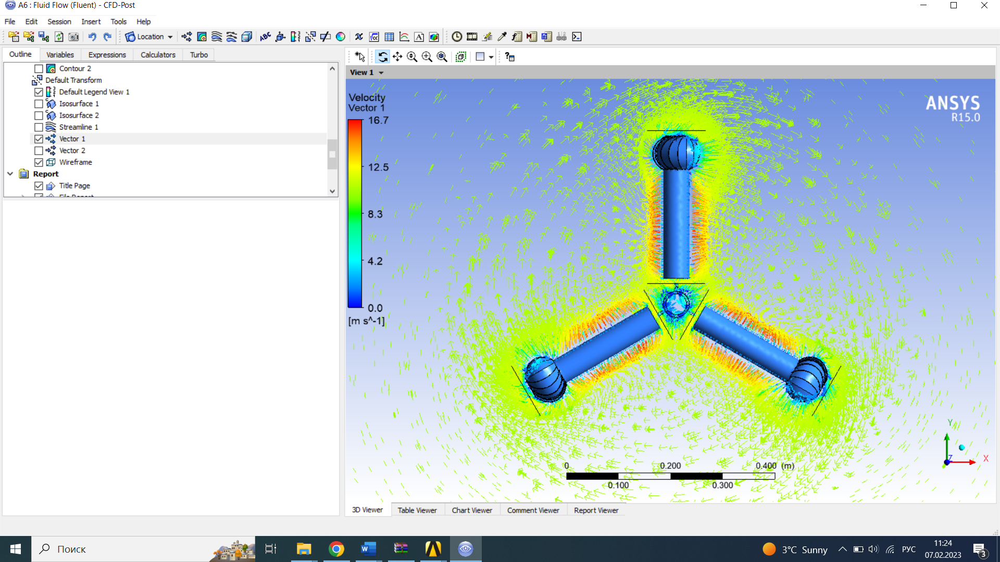 A6 : Fluid Flow (Fluent) - CFD-Post
File Edit Session Insert Tools Help
Location
Outline Variables Expressions Calculators Turbo
Contour 2
Default Transform
Default Legend View 1
Isosurface 1
Isosurface 2
Streamline 1
Vector 1
Vector 2
Wireframe
Report
Title Page
File Report
View 1
Velocity
Vector 1
16.7
12.5
8.3
4.2
0.0
[m s^-1]
ANSYS
R15.0
Y
X
Z
0 0.200 0.400 (m)
0.100 0.300
3D Viewer Table Viewer Chart Viewer Comment Viewer Report Viewer
Поиск
3°C Sunny
РУС
11:24
07.02.2023
3